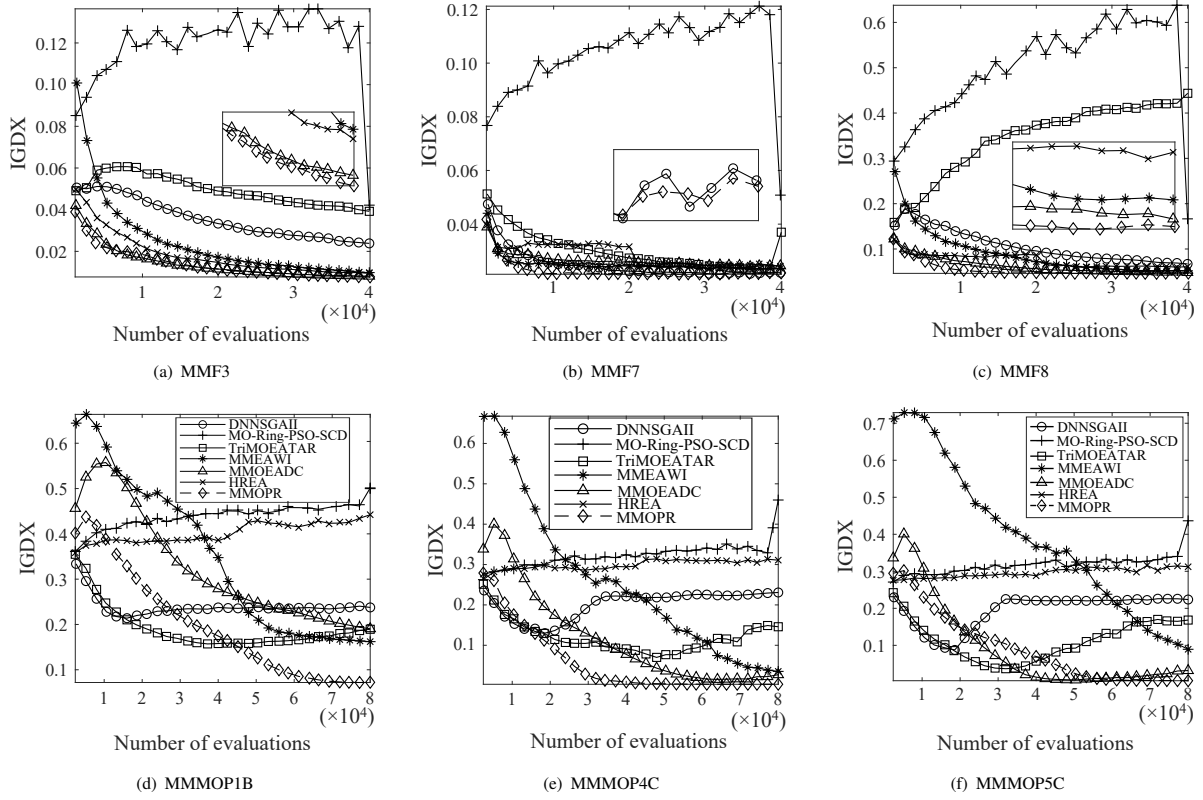 0.12
0.10
0.08
0.06
0.04
0.02
IGDX
1 2 3 4
(×10⁴)
Number of evaluations
(a) MMF3
0.12
0.10
0.08
0.06
0.04
1 2 3 4
(×10⁴)
Number of evaluations
(b) MMF7
0.6
0.5
0.4
0.3
0.2
0.1
1 2 3 4
(×10⁴)
Number of evaluations
(c) MMF8
0.6
0.5
0.4
0.3
0.2
0.1
IGDX
DNNSGAII
MO-Ring-PSO-SCD
TriMOEATAR
MMEAWI
MMOEADC
HREA
MMOPR
1 2 3 4 5 6 7 8
(×10⁴)
Number of evaluations
(d) MMMOP1B
0.6
0.5
0.4
0.3
0.2
0.1
DNNSGAII
MO-Ring-PSO-SCD
TriMOEATAR
MMEAWI
MMOEADC
HREA
MMOPR
1 2 3 4 5 6 7 8
(×10⁴)
Number of evaluations
(e) MMMOP4C
0.7
0.6
0.5
0.4
0.3
0.2
0.1
DNNSGAII
MO-Ring-PSO-SCD
TriMOEATAR
MMEAWI
MMOEADC
HREA
MMOPR
1 2 3 4 5 6 7 8
(×10⁴)
Number of evaluations
(f) MMMOP5C